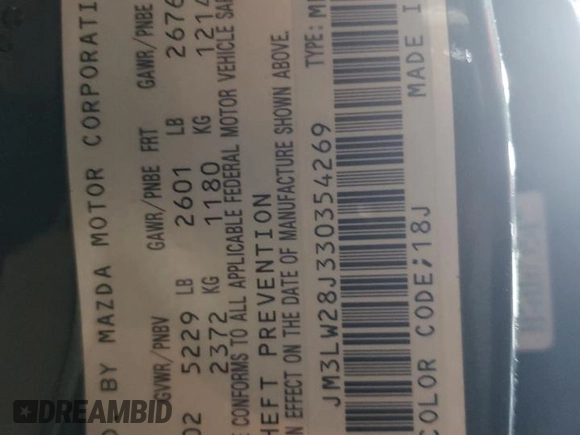 D BY MAZDA MOTOR CORPORATI
GVWR/PNBV GAWR/PNBE FRT GAWR/PNBE
02 5229 LB 2601 LB 2676
2372 KG 1180 KG 1214
E CONFORMS TO ALL APPLICABLE FEDERAL MOTOR VEHICLE SAF
HEFT PREVENTION
N EFFECT ON THE DATE OF MANUFACTURE SHOWN ABOVE.
JM3LW28J330354269 TYPE: M
COLOR CODE;18J MADE I
DREAMBID